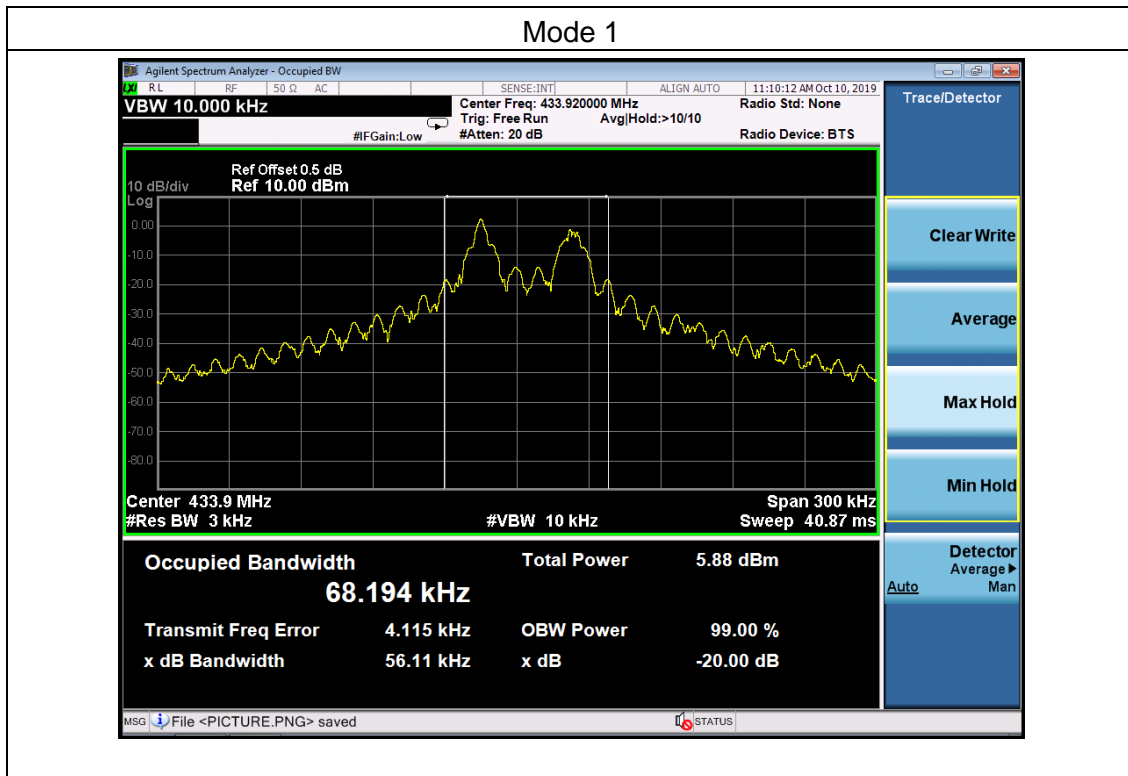 Mode 1
Agilent Spectrum Analyzer - Occupied BW
LXI RL RF 50 Ω AC SENSE:INT ALIGN AUTO 11:10:12 AM Oct 10, 2019
VBW 10.000 kHz
Center Freq: 433.920000 MHz Radio Std: None
Trig: Free Run Avg|Hold:>10/10
#IFGain:Low #Atten: 20 dB Radio Device: BTS
Trace/Detector
Ref Offset 0.5 dB
10 dB/div Ref 10.00 dBm
Log
0.00
-10.0
-20.0
-30.0
-40.0
-50.0
-60.0
-70.0
-80.0
Center 433.9 MHz Span 300 kHz
#Res BW 3 kHz #VBW 10 kHz Sweep 40.87 ms
Clear Write
Average
Max Hold
Min Hold
Detector
Average▶
Auto Man
Occupied Bandwidth Total Power 5.88 dBm
68.194 kHz
Transmit Freq Error 4.115 kHz OBW Power 99.00 %
x dB Bandwidth 56.11 kHz x dB -20.00 dB
MSG File <PICTURE.PNG> saved STATUS